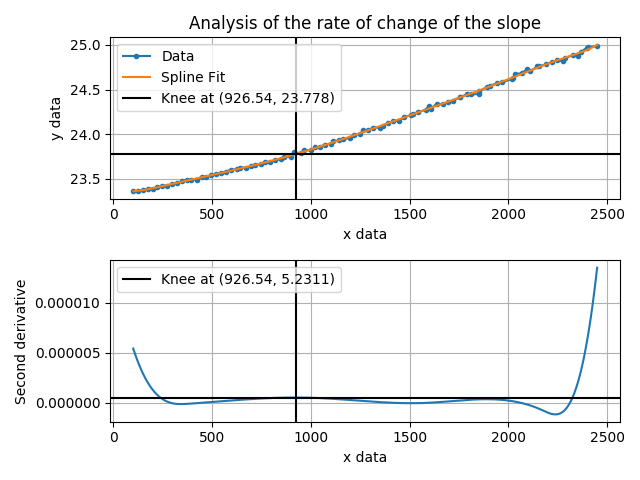 Analysis of the rate of change of the slope
25.0
24.5
24.0
23.5
y data
Data
Spline Fit
Knee at (926.54, 23.778)
0 500 1000 1500 2000 2500
x data
0.000010
0.000005
0.000000
Second derivative
Knee at (926.54, 5.2311)
0 500 1000 1500 2000 2500
x data